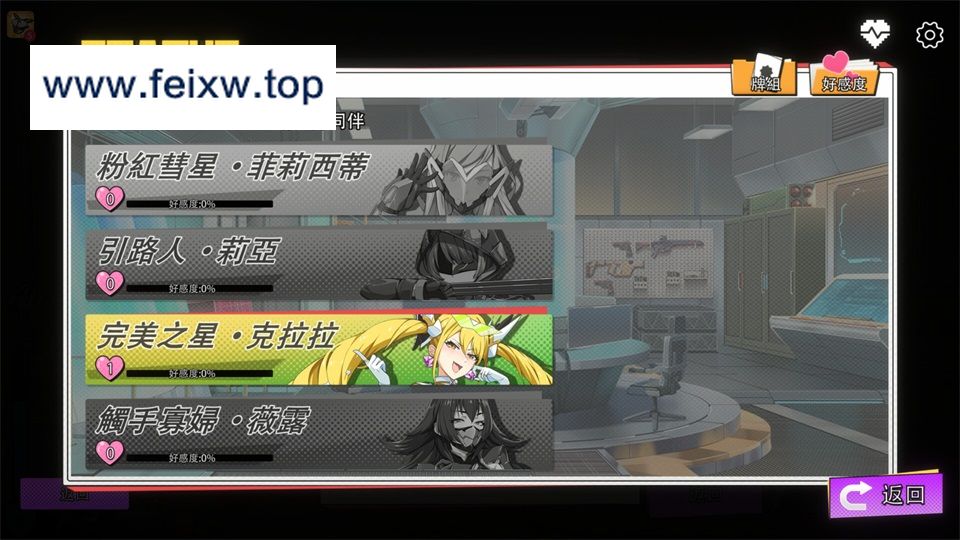 www.feixw.top
牌組
好感度
同伴
粉紅彗星・菲莉西蒂
0
好感度:0%
引路人・莉亞
0
好感度:0%
完美之星・克拉拉
1
好感度:0%
觸手寡婦・薇露
0
好感度:0%
返回
返回